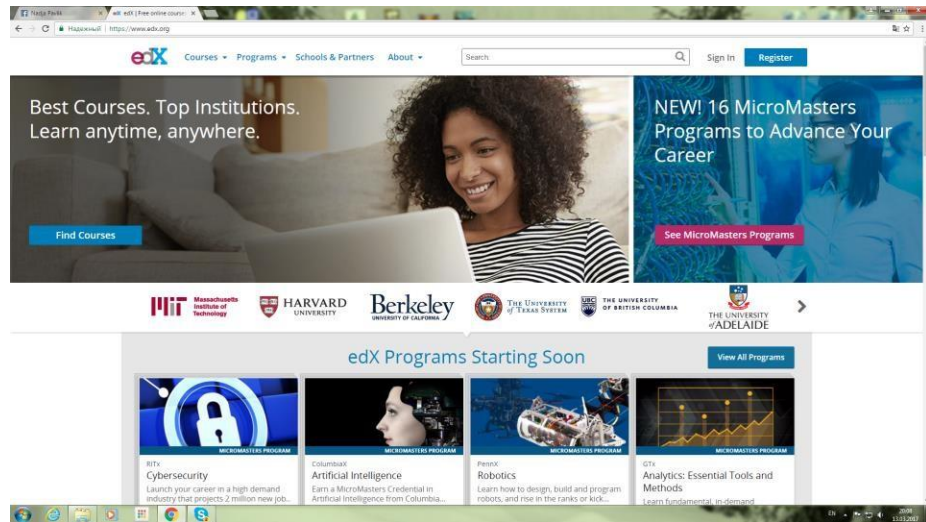 Nadja Pavlik
edX | Free online course
Надежный
https://www.edx.org
edX
Courses
Programs
Schools & Partners
About
Search:
Sign In
Register
Best Courses. Top Institutions.
Learn anytime, anywhere.
Find Courses
NEW! 16 MicroMasters
Programs to Advance Your
Career
See MicroMasters Programs
MIT
Massachusetts
Institute of
Technology
HARVARD
UNIVERSITY
Berkeley
UNIVERSITY OF CALIFORNIA
THE UNIVERSITY
of TEXAS SYSTEM
UBC
THE UNIVERSITY
OF BRITISH COLUMBIA
THE UNIVERSITY
of ADELAIDE
edX Programs Starting Soon
View All Programs
MICROMASTERS PROGRAM
RITx
Cybersecurity
Launch your career in a high demand
industry that projects 2 million new job...
MICROMASTERS PROGRAM
ColumbiaX
Artificial Intelligence
Earn a MicroMasters Credential in
Artificial Intelligence from Columbia...
MICROMASTERS PROGRAM
PennX
Robotics
Learn how to design, build and program
robots, and rise in the ranks or kick...
MICROMASTERS PROGRAM
GTx
Analytics: Essential Tools and
Methods
Learn fundamental, in-demand
EN
20:08
13.03.2017